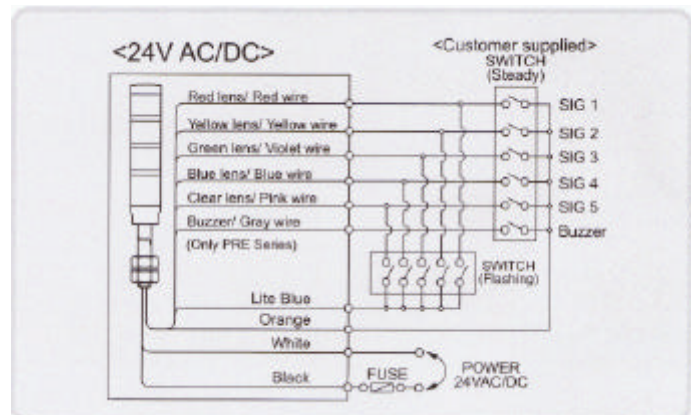 <24V AC/DC>
<Customer supplied>
SWITCH
(Steady)
Red lens/ Red wire
SIG 1
Yellow lens/ Yellow wire
SIG 2
Green lens/ Violet wire
SIG 3
Blue lens/ Blue wire
SIG 4
Clear lens/ Pink wire
SIG 5
Buzzer/ Gray wire
Buzzer
(Only PRE Series)
SWITCH
(Flashing)
Lite Blue
Orange
White
Black
FUSE
POWER
24VAC/DC